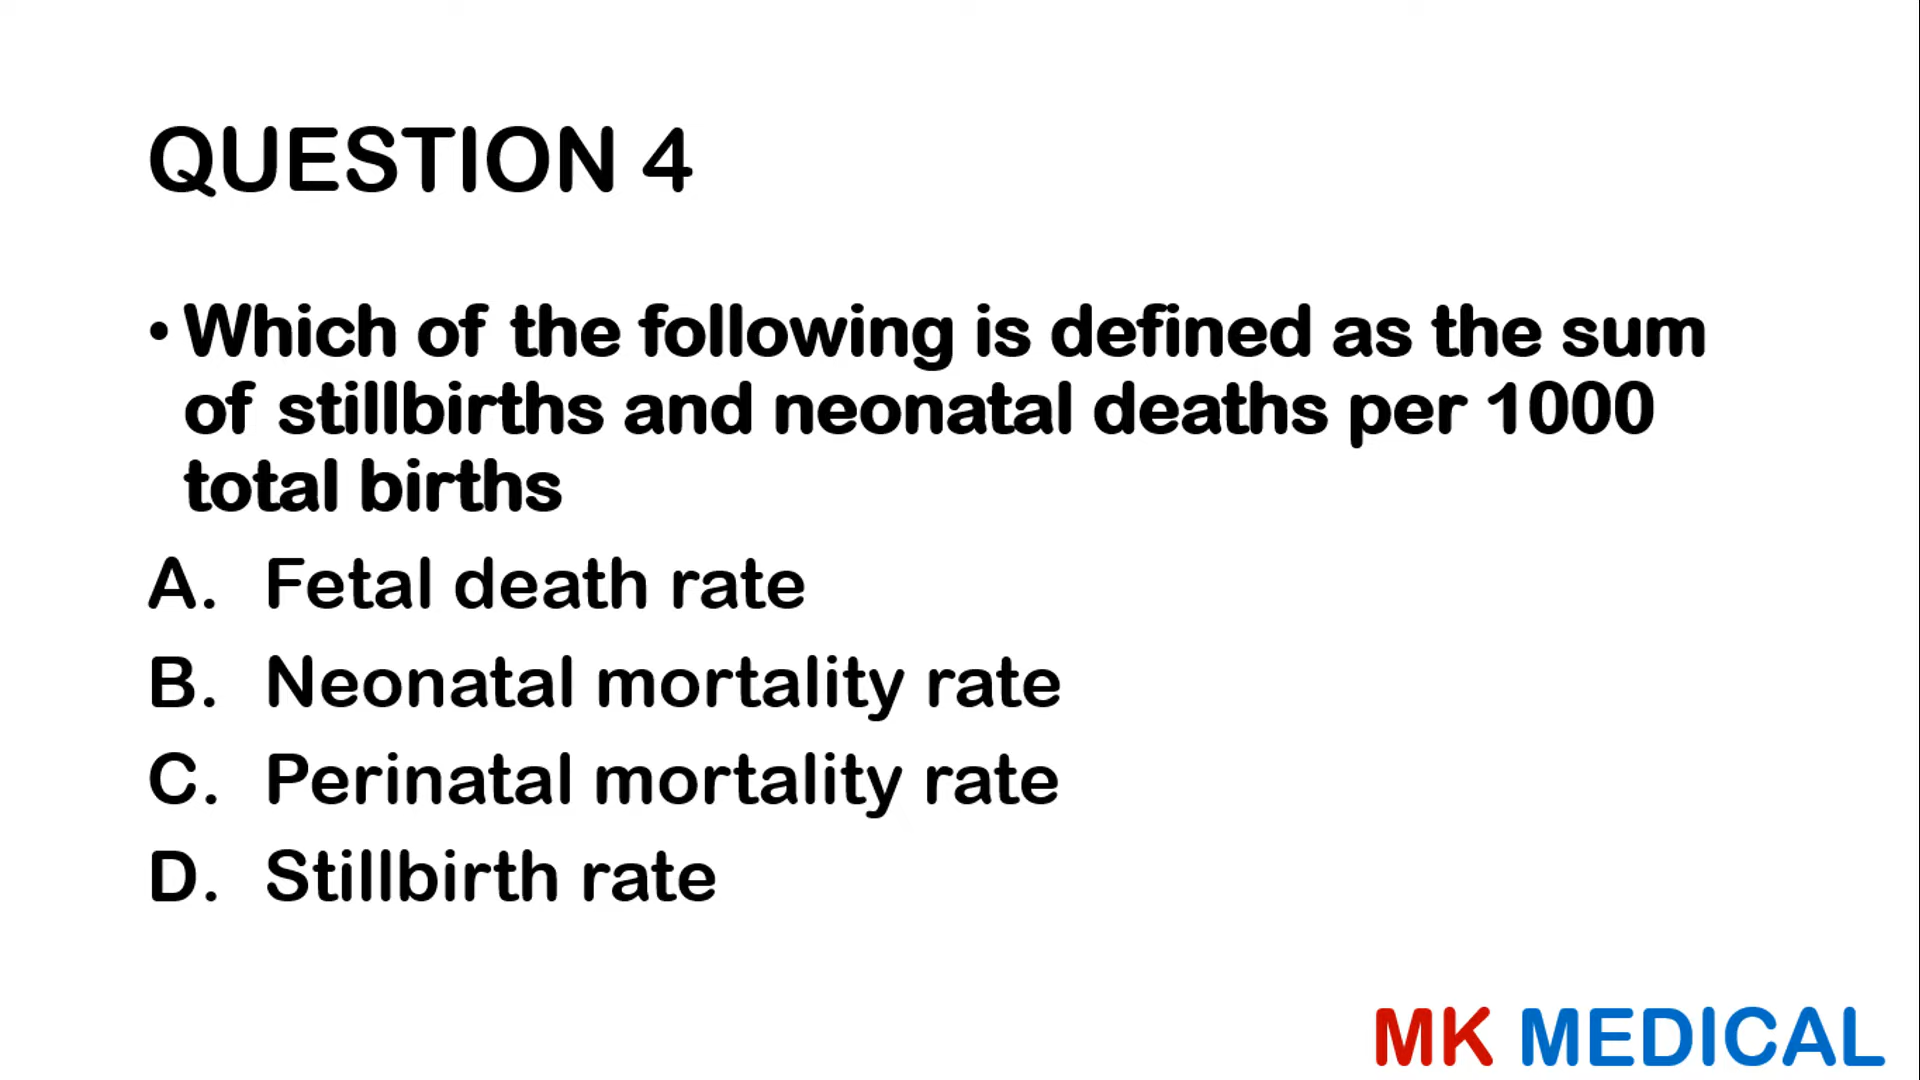 QUESTION 4
• Which of the following is defined as the sum
of stillbirths and neonatal deaths per 1000
total births
A. Fetal death rate
B. Neonatal mortality rate
C. Perinatal mortality rate
D. Stillbirth rate
MK MEDICAL